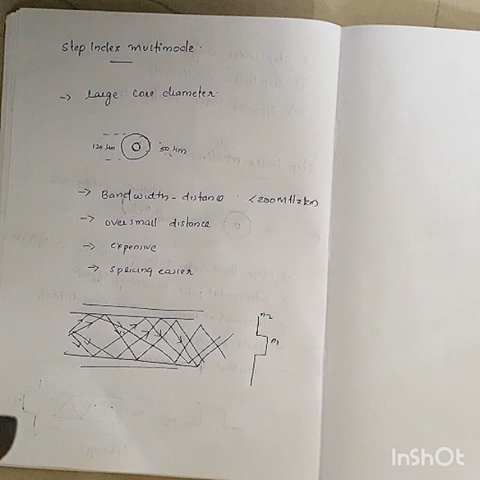 Step Index multimode.
→ Large core diameter.
120 µm 50 µm
→ Bandwidth-distance <200MHz km
→ over small distance
→ expensive
→ splicing easier
n2
n1
InShOt